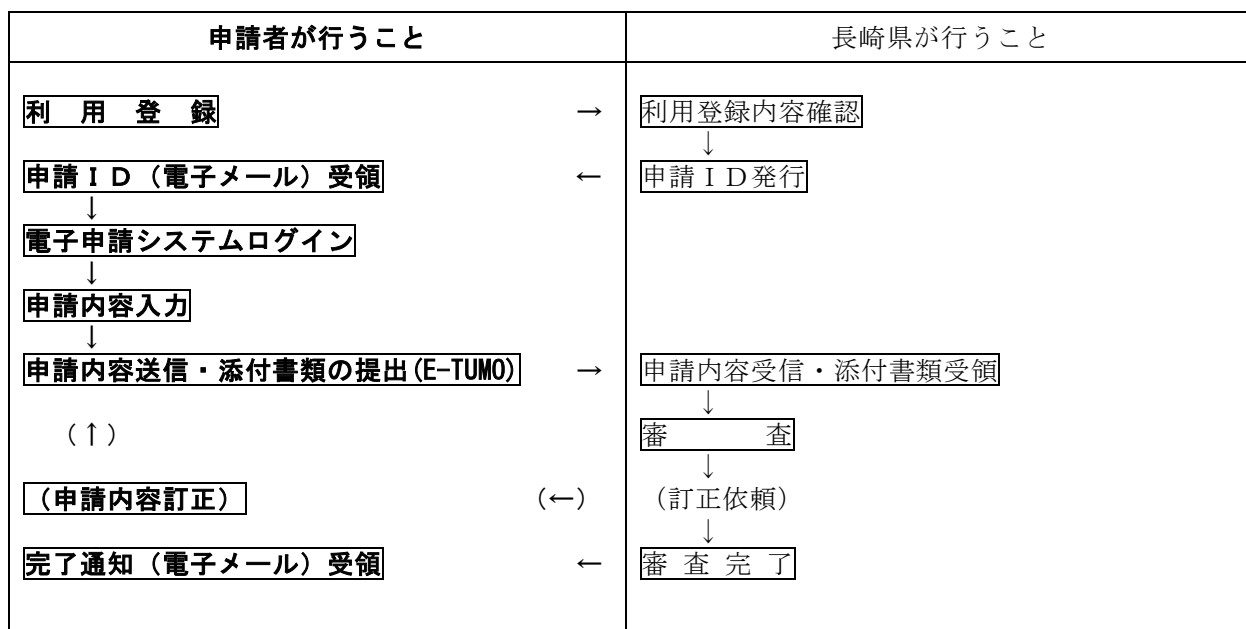 申請者が行うこと 長崎県が行うこと
利 用 登 録 → 利用登録内容確認
↓
申請ID（電子メール）受領 ← 申請ID発行
↓
電子申請システムログイン
↓
申請内容入力
↓
申請内容送信・添付書類の提出(E-TUMO) → 申請内容受信・添付書類受領
↓
（↑） 審 査
↓
（申請内容訂正） （←） （訂正依頼）
↓
完了通知（電子メール）受領 ← 審 査 完 了